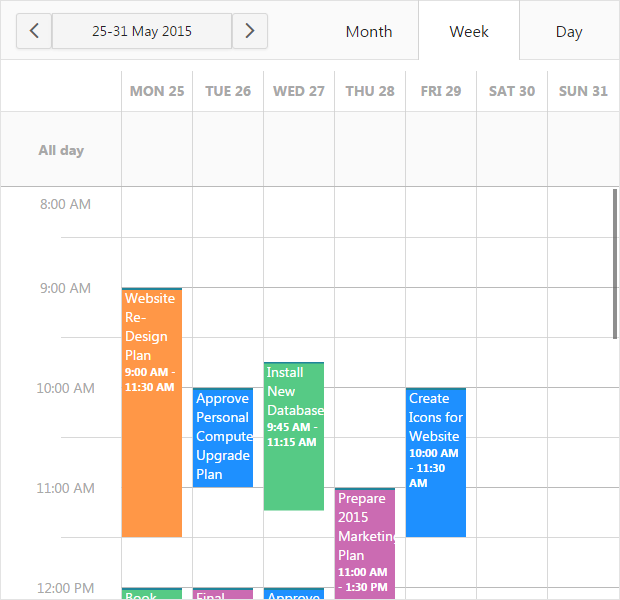 25-31 May 2015
Month
Week
Day
MON 25
TUE 26
WED 27
THU 28
FRI 29
SAT 30
SUN 31
All day
8:00 AM
9:00 AM
10:00 AM
11:00 AM
12:00 PM
Website
Re-
Design
Plan
9:00 AM -
11:30 AM
Approve
Personal
Compute
Upgrade
Plan
Install
New
Database
9:45 AM -
11:15 AM
Prepare
2015
Marketing
Plan
11:00 AM
- 1:30 PM
Create
Icons for
Website
10:00 AM
- 11:30
AM
Book
Final
Approve